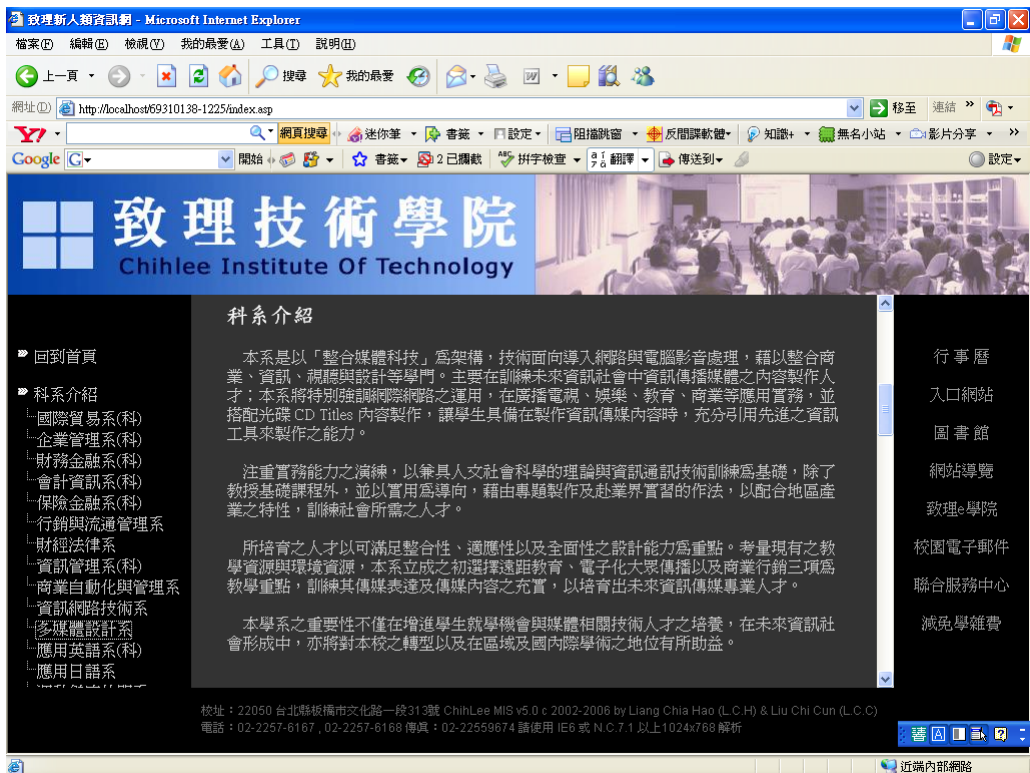 致理新人類資訊網 - Microsoft Internet Explorer
檔案(F) 編輯(E) 檢視(V) 我的最愛(A) 工具(T) 說明(H)
上一頁 搜尋 我的最愛
網址(D) http://localhost/69310138-1225/index.asp 移至 連結 »
Y7 網頁搜尋 迷你筆 書籤 設定 阻擋跳窗 反間諜軟體 知識+ 無名小站 影片分享 »
Google G 開始 書籤 2 已攔截 拼字檢查 翻譯 傳送到 設定
致理技術學院
Chihlee Institute Of Technology
科系介紹
本系是以「整合媒體科技」為架構，技術面向導入網路與電腦影音處理，藉以整合商
業、資訊、視聽與設計等學門。主要在訓練未來資訊社會中資訊傳播媒體之內容製作人
才；本系將特別強調網際網路之運用，在廣播電視、娛樂、教育、商業等應用實務，並
搭配光碟 CD Titles 內容製作，讓學生具備在製作資訊傳媒內容時，充分引用先進之資訊
工具來製作之能力。
注重實務能力之演練，以兼具人文社會科學的理論與資訊通訊技術訓練為基礎，除了
教授基礎課程外，並以實用為導向，藉由專題製作及赴業界實習的作法，以配合地區產
業之特性，訓練社會所需之人才。
所培育之人才以可滿足整合性、適應性以及全面性之設計能力為重點。考量現有之教
學資源與環境資源，本系立成之初選擇遠距教育、電子化大眾傳播以及商業行銷三項為
教學重點，訓練其傳媒表達及傳媒內容之充實，以培育出未來資訊傳媒專業人才。
本學系之重要性不僅在增進學生就學機會與媒體相關技術人才之培養，在未來資訊社
會形成中，亦將對本校之轉型以及在區域及國內際學術之地位有所助益。
回到首頁
科系介紹
國際貿易系(科)
企業管理系(科)
財務金融系(科)
會計資訊系(科)
保險金融系(科)
行銷與流通管理系
財經法律系
資訊管理系(科)
商業自動化與管理系
資訊網路技術系
多媒體設計系
應用英語系(科)
應用日語系
行事曆
入口網站
圖書館
網站導覽
致理e學院
校園電子郵件
聯合服務中心
減免學雜費
校址：22050 台北縣板橋市文化路一段313號 ChihLee MIS v5.0 c 2002-2006 by Liang Chia Hao (L.C.H) & Liu Chi Cun (L.C.C)
電話：02-2257-6167 , 02-2257-6168 傳真：02-22559674 請使用 IE6 或 N.C.7.1 以上1024x768 解析
近端內部網路